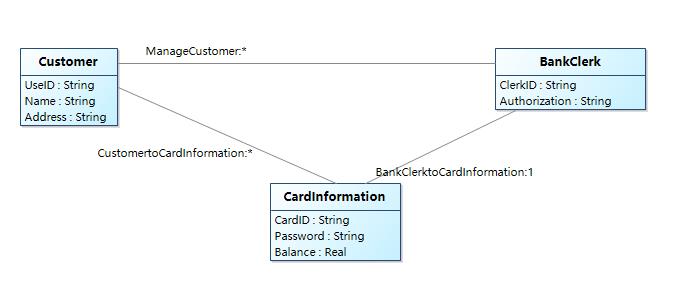 ManageCustomer:*
Customer
UseID : String
Name : String
Address : String
BankClerk
ClerkID : String
Authorization : String
CustomertoCardInformation:*
BankClerktoCardInformation:1
CardInformation
CardID : String
Password : String
Balance : Real